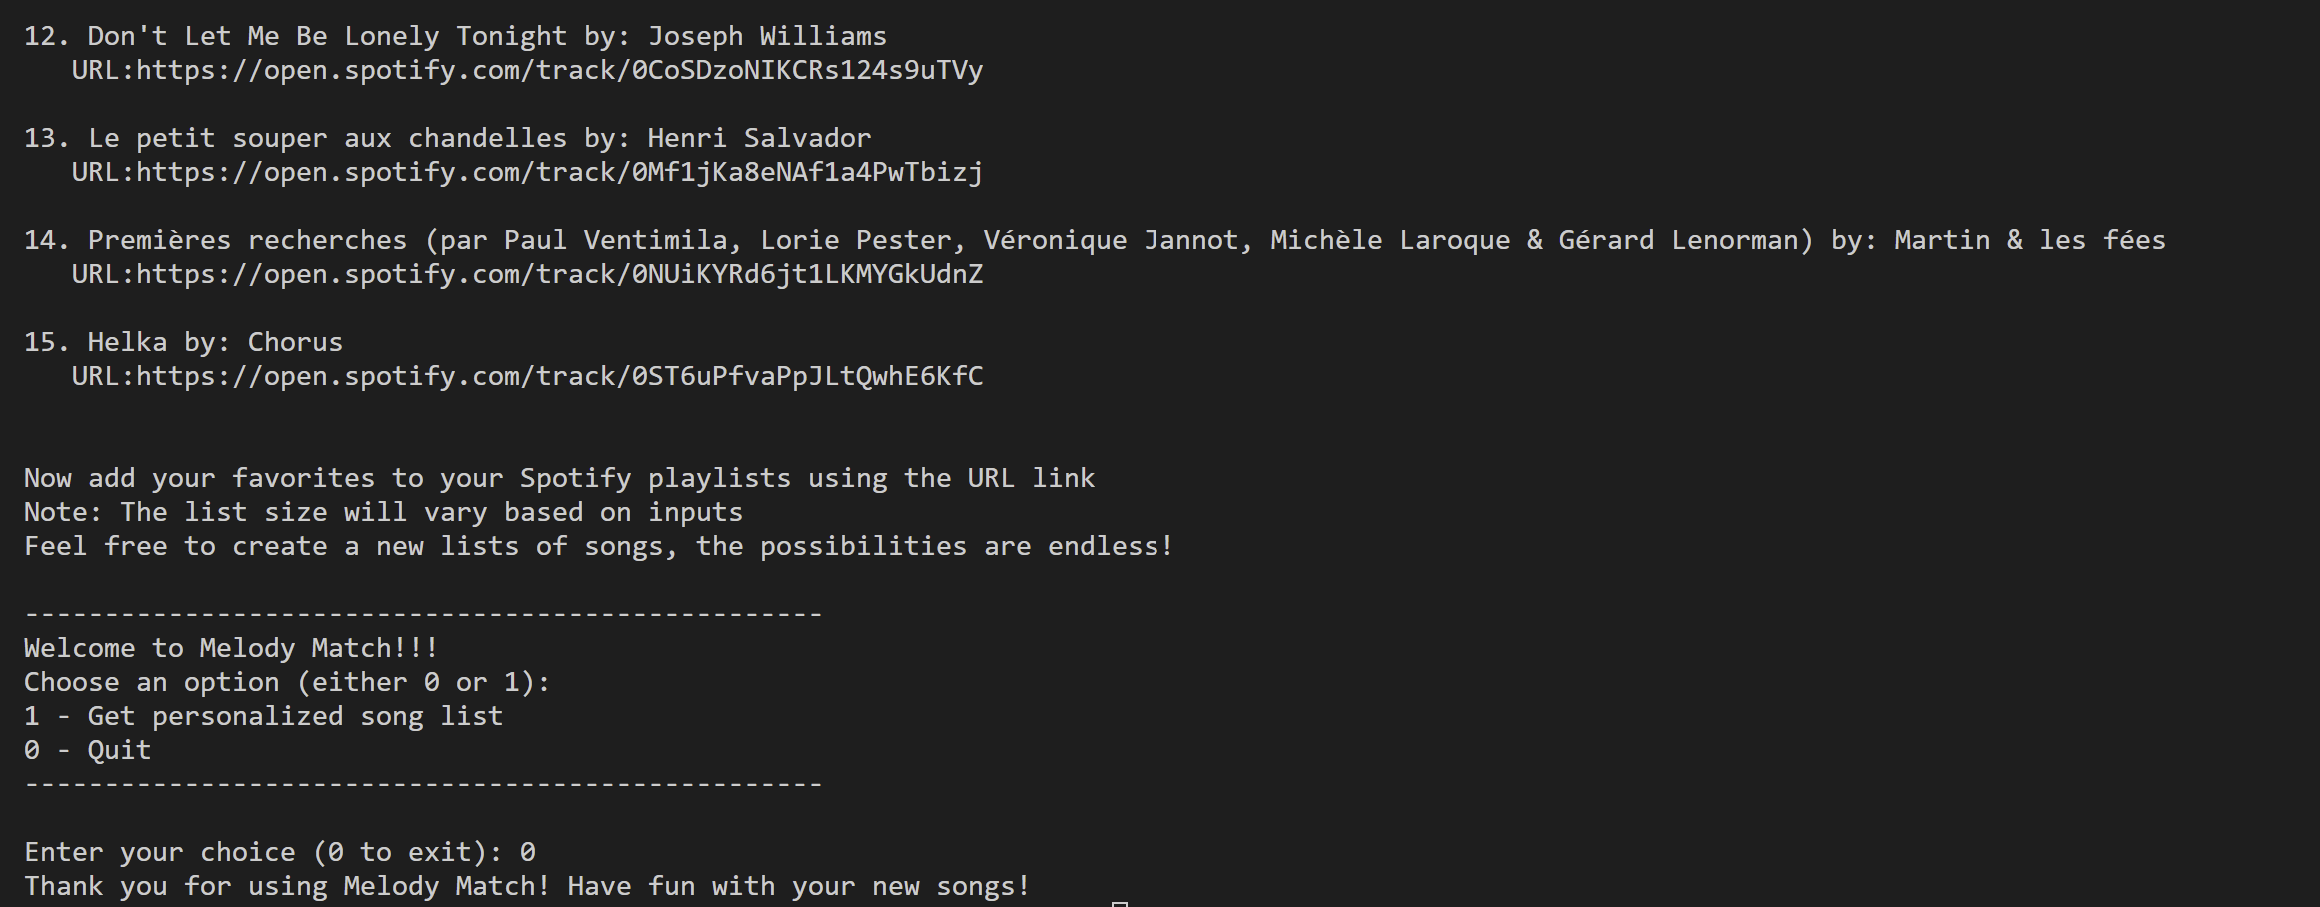 12. Don't Let Me Be Lonely Tonight by: Joseph Williams
URL:https://open.spotify.com/track/0CoSDzoNIKCRs124s9uTVy
13. Le petit souper aux chandelles by: Henri Salvador
URL:https://open.spotify.com/track/0Mf1jKa8eNAf1a4PwTbizj
14. Premières recherches (par Paul Ventimila, Lorie Pester, Véronique Jannot, Michèle Laroque & Gérard Lenorman) by: Martin & les fées
URL:https://open.spotify.com/track/0NUiKYRd6jt1LKMYGkUdnZ
15. Helka by: Chorus
URL:https://open.spotify.com/track/0ST6uPfvaPpJLtQwhE6KfC
Now add your favorites to your Spotify playlists using the URL link
Note: The list size will vary based on inputs
Feel free to create a new lists of songs, the possibilities are endless!
--------------------------------------------------
Welcome to Melody Match!!!
Choose an option (either 0 or 1):
1 - Get personalized song list
0 - Quit
--------------------------------------------------
Enter your choice (0 to exit): 0
Thank you for using Melody Match! Have fun with your new songs!